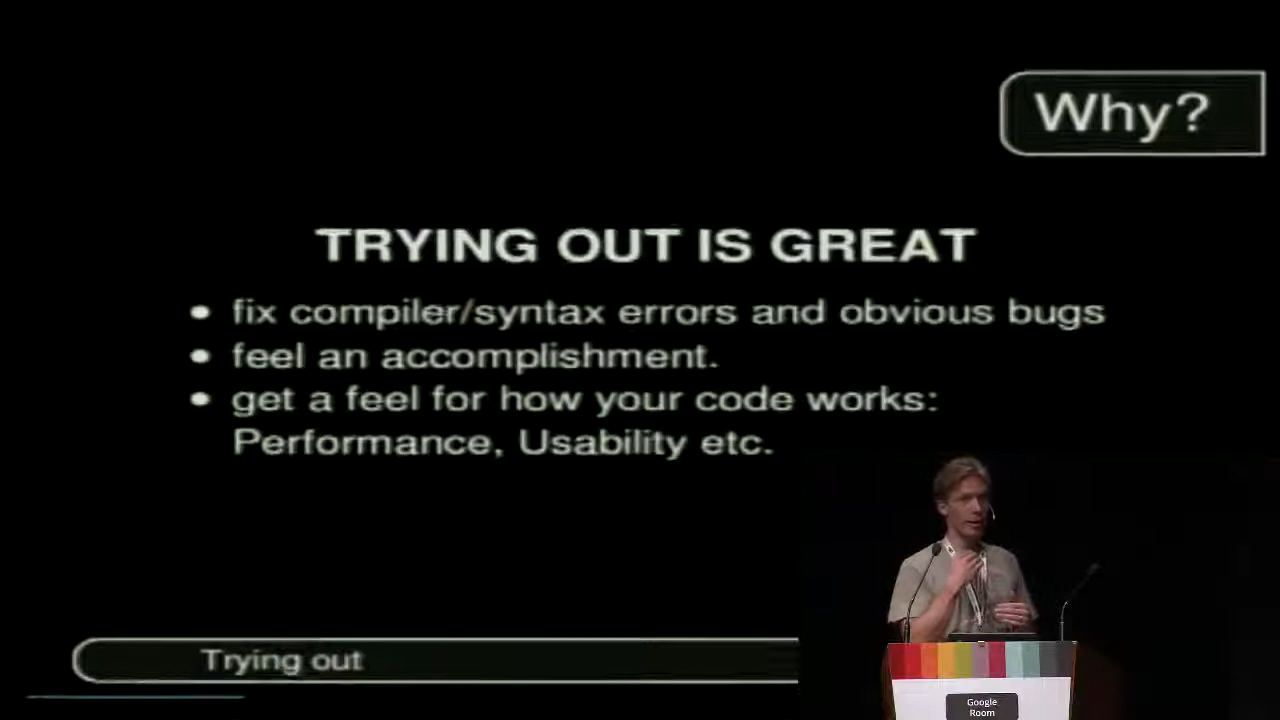 Why?
TRYING OUT IS GREAT
• fix compiler/syntax errors and obvious bugs
• feel an accomplishment.
• get a feel for how your code works:
Performance, Usability etc.
Trying out
Google
Room